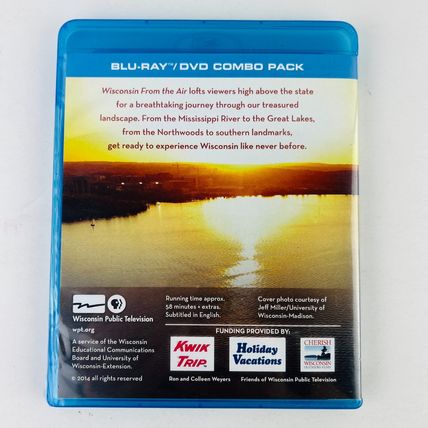 BLU-RAY™/ DVD COMBO PACK
Wisconsin From the Air lofts viewers high above the state
for a breathtaking journey through our treasured
landscape. From the Mississippi River to the Great Lakes,
from the Northwoods to southern landmarks,
get ready to experience Wisconsin like never before.
PBS
Wisconsin Public Television
wpt.org
A service of the Wisconsin
Educational Communications
Board and University of
Wisconsin-Extension.
© 2014 all rights reserved
Running time approx.
58 minutes + extras.
Subtitled in English.
Cover photo courtesy of
Jeff Miller/University of
Wisconsin-Madison.
FUNDING PROVIDED BY:
KWIK
TRIP.
Holiday
Vacations
CHERISH
WISCONSIN
Ron and Colleen Weyers
Friends of Wisconsin Public Television